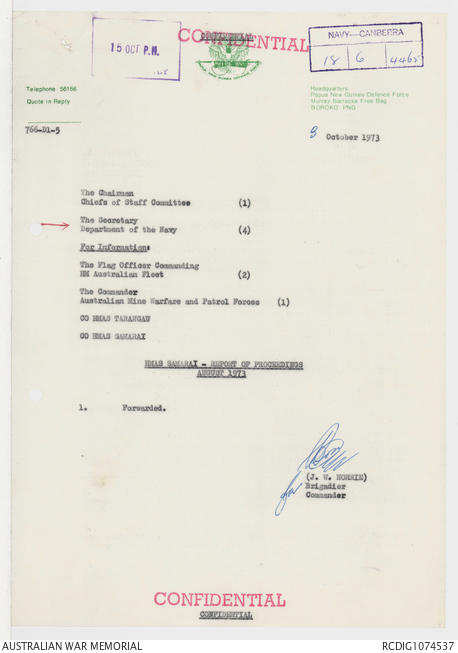 CONFIDENTIAL
15 OCT P.M.
NAVY-CANBERRA
18 6 4465
Telephone 56166
Quote in Reply
Headquarters
Papua New Guinea Defence Force
Murray Barracks Free Bag
BOROKO PNG
766-D1-5
8 October 1973
The Chairman
Chiefs of Staff Committee (1)
The Secretary
Department of the Navy (4)
For Information:
The Flag Officer Commanding
HM Australian Fleet (2)
The Commander
Australian Mine Warfare and Patrol Forces (1)
CO HMAS TARANGAU
CO HMAS SAMARAI
HMAS SAMARAI - REPORT OF PROCEEDINGS
AUGUST 1973
1. Forwarded.
(J. W. NORRIE)
for Brigadier
Commander
CONFIDENTIAL
CONFIDENTIAL
AUSTRALIAN WAR MEMORIAL
RCDIG1074537